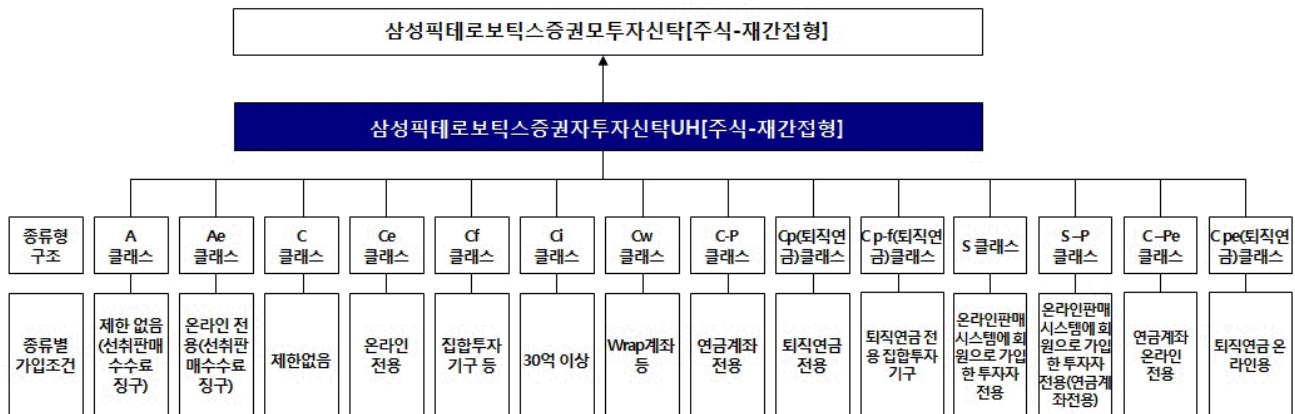 삼성픽테로보틱스증권모투자신탁[주식-재간접형]
삼성픽테로보틱스증권자투자신탁UH[주식-재간접형]
종류형
구조
A
클래스
Ae
클래스
C
클래스
Ce
클래스
Cf
클래스
Ci
클래스
Cw
클래스
C-P
클래스
Cp(퇴직연
금)클래스
C p-f(퇴직연
금)클래스
S 클래스
S –P
클래스
C –Pe
클래스
C pe(퇴직연
금)클래스
종류별
가입조건
제한 없음
(선취판매
수수료
징구)
온라인 전
용(선취판
매수수료
징구)
제한없음
온라인
전용
집합투자
기구 등
30억 이상
Wrap계좌
등
연금계좌
전용
퇴직연금
전용
퇴직연금 전
용 집합투자
기구
온라인판매
시스템에 회
원으로 가입
한 투자자
전용
온라인판매
시스템에 회
원으로 가입
한 투자자
전용(연금계
좌전용)
연금계좌
온라인
전용
퇴직연금 온
라인용